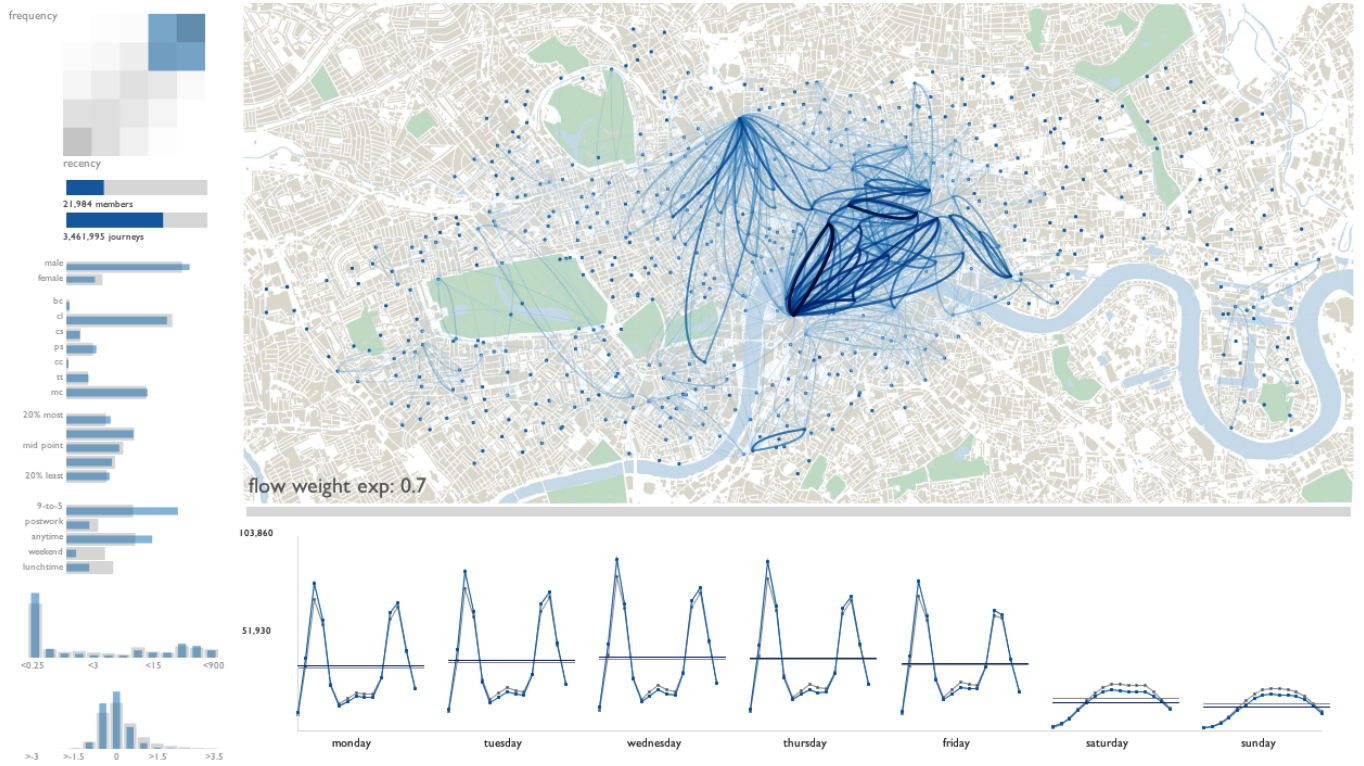 frequency
recency
21,984 members
3,461,995 journeys
male
female
bc
cl
cs
ps
cc
tt
mc
20% most
mid point
20% least
9-to-5
postwork
anytime
weekend
lunchtime
<0.25 <3 <15 <900
>-3 >-1.5 0 >1.5 >3.5
flow weight exp: 0.7
103,860
51,930
monday tuesday wednesday thursday friday saturday sunday